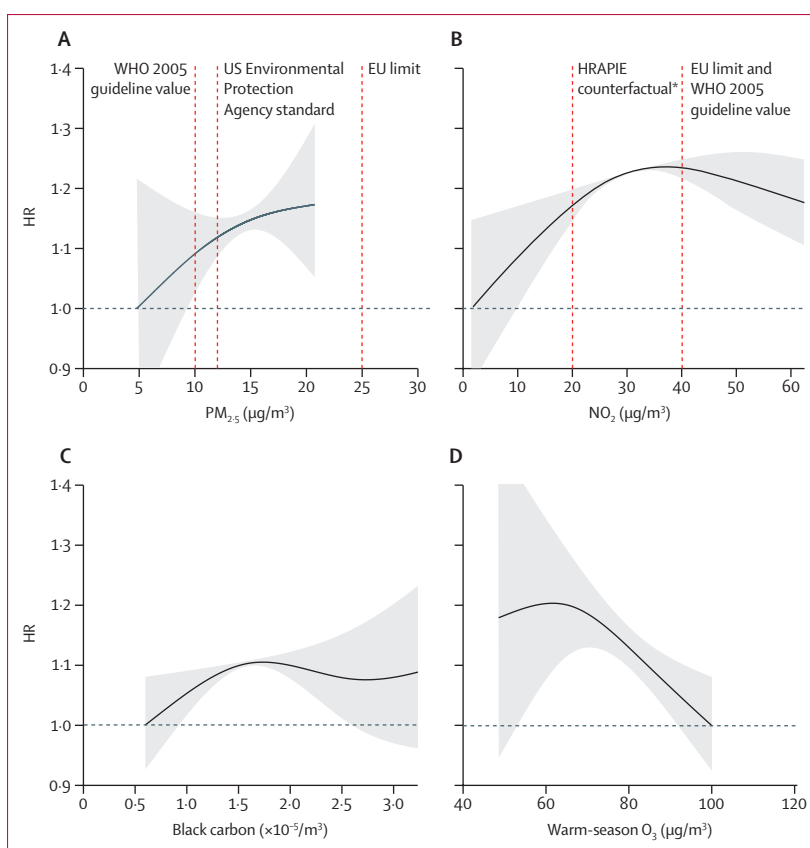 A
WHO 2005
guideline value
US Environmental
Protection
Agency standard
EU limit
1·4
1·3
1·2
1·1
1·0
0·9
HR
0
5
10
15
20
25
30
PM2·5 (µg/m³)
B
HRAPIE
counterfactual*
EU limit and
WHO 2005
guideline value
0
10
20
30
40
50
60
NO₂ (µg/m³)
C
1·4
1·3
1·2
1·1
1·0
0·9
HR
0
0·5
1·0
1·5
2·0
2·5
3·0
Black carbon (×10⁻⁵/m³)
D
40
60
80
100
120
Warm-season O₃ (µg/m³)